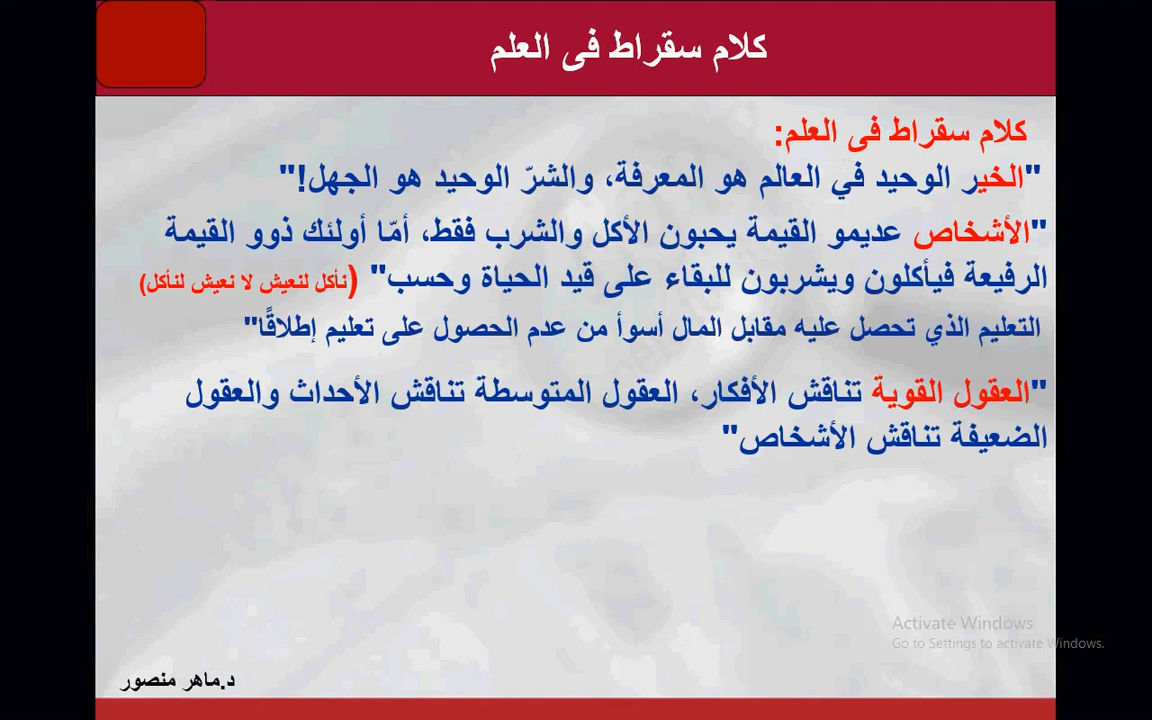 كلام سقراط فى العلم
كلام سقراط فى العلم:
"الخير الوحيد في العالم هو المعرفة، والشرّ الوحيد هو الجهل!"
"الأشخاص عديمو القيمة يحبون الأكل والشرب فقط، أمّا أولئك ذوو القيمة
الرفيعة فيأكلون ويشربون للبقاء على قيد الحياة وحسب" (نأكل لنعيش لا نعيش لنأكل)
التعليم الذي تحصل عليه مقابل المال أسوأ من عدم الحصول على تعليم إطلاقًا"
"العقول القوية تناقش الأفكار، العقول المتوسطة تناقش الأحداث والعقول
الضعيفة تناقش الأشخاص"
Activate Windows
Go to Settings to activate Windows.
د.ماهر منصور